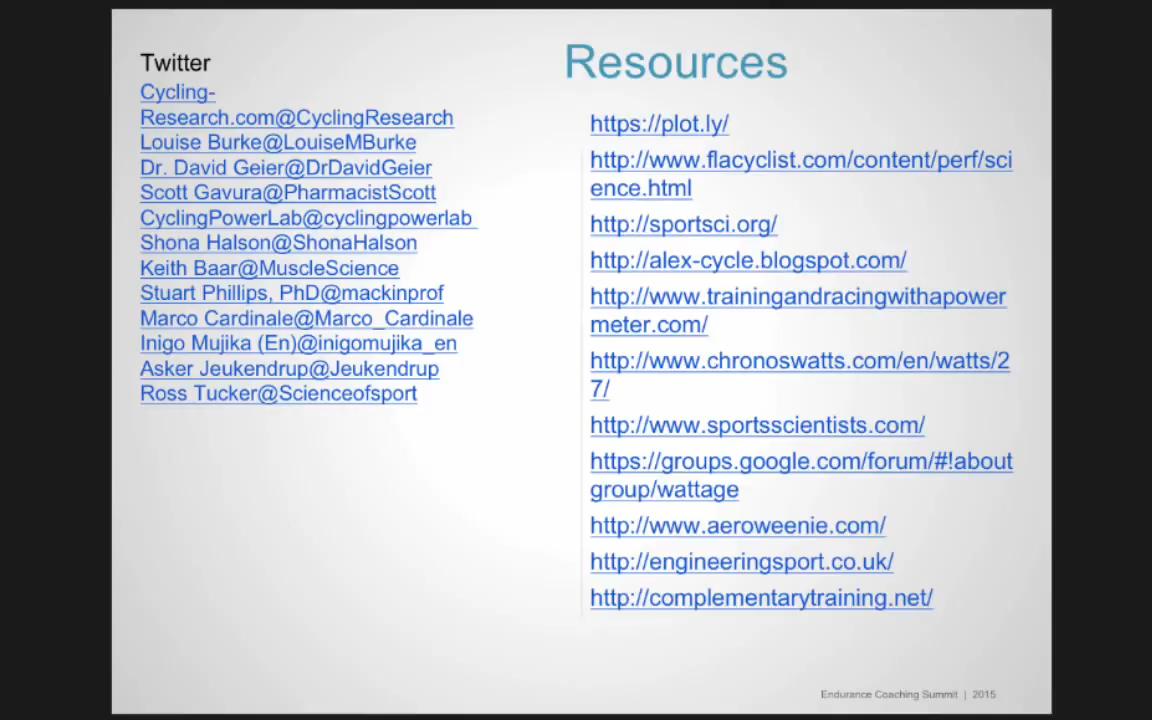 Twitter
Cycling-
Research.com@CyclingResearch
Louise Burke@LouiseMBurke
Dr. David Geier@DrDavidGeier
Scott Gavura@PharmacistScott
CyclingPowerLab@cyclingpowerlab
Shona Halson@ShonaHalson
Keith Baar@MuscleScience
Stuart Phillips, PhD@mackinprof
Marco Cardinale@Marco_Cardinale
Inigo Mujika (En)@inigomujika_en
Asker Jeukendrup@Jeukendrup
Ross Tucker@Scienceofsport
Resources
https://plot.ly/
http://www.flacyclist.com/content/perf/sci
ence.html
http://sportsci.org/
http://alex-cycle.blogspot.com/
http://www.trainingandracingwithapower
meter.com/
http://www.chronoswatts.com/en/watts/2
7/
http://www.sportsscientists.com/
https://groups.google.com/forum/#!about
group/wattage
http://www.aeroweenie.com/
http://engineeringsport.co.uk/
http://complementarytraining.net/
Endurance Coaching Summit | 2015